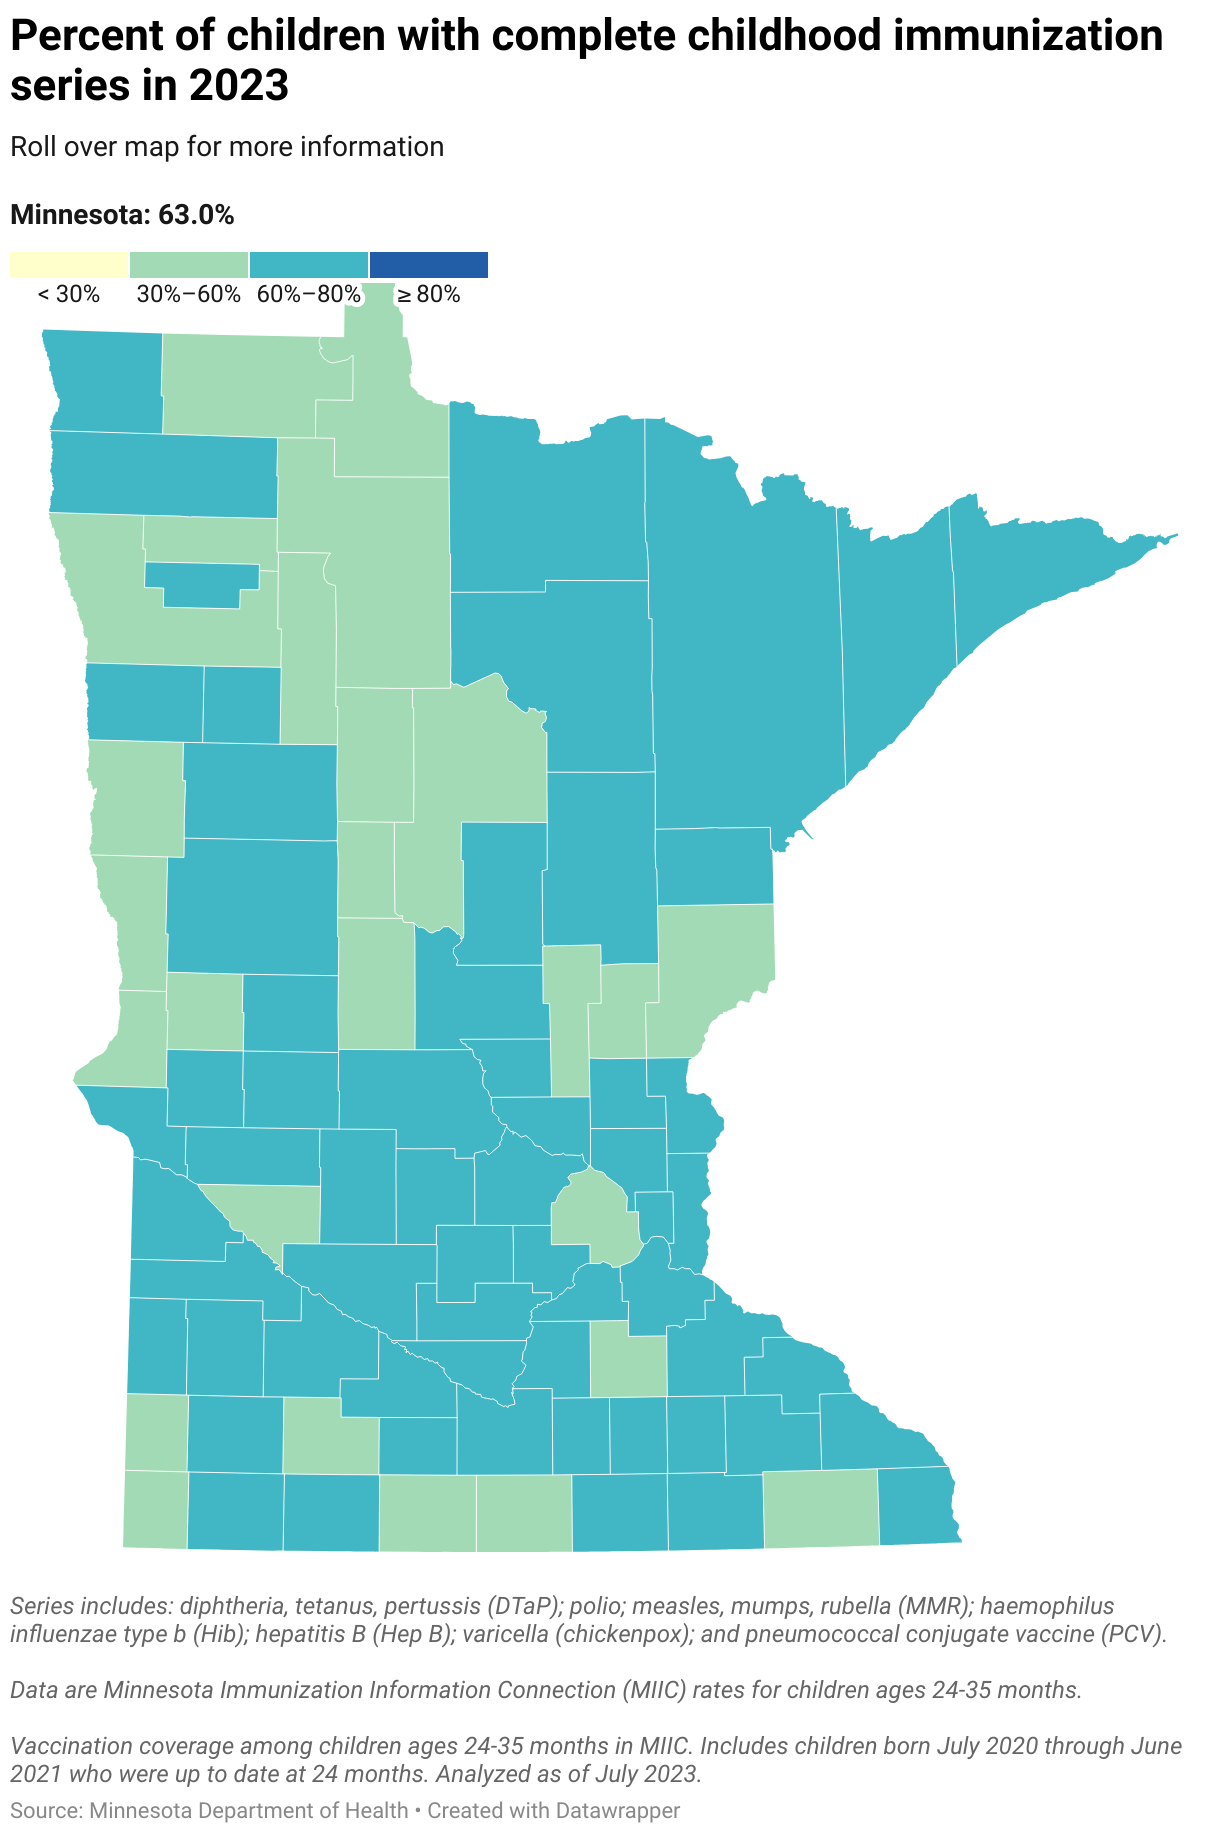 Percent of children with complete childhood immunization
series in 2023
Roll over map for more information
Minnesota: 63.0%
< 30% 30%–60% 60%–80% ≥ 80%
Series includes: diphtheria, tetanus, pertussis (DTaP); polio; measles, mumps, rubella (MMR); haemophilus
influenzae type b (Hib); hepatitis B (Hep B); varicella (chickenpox); and pneumococcal conjugate vaccine (PCV).
Data are Minnesota Immunization Information Connection (MIIC) rates for children ages 24-35 months.
Vaccination coverage among children ages 24-35 months in MIIC. Includes children born July 2020 through June
2021 who were up to date at 24 months. Analyzed as of July 2023.
Source: Minnesota Department of Health • Created with Datawrapper